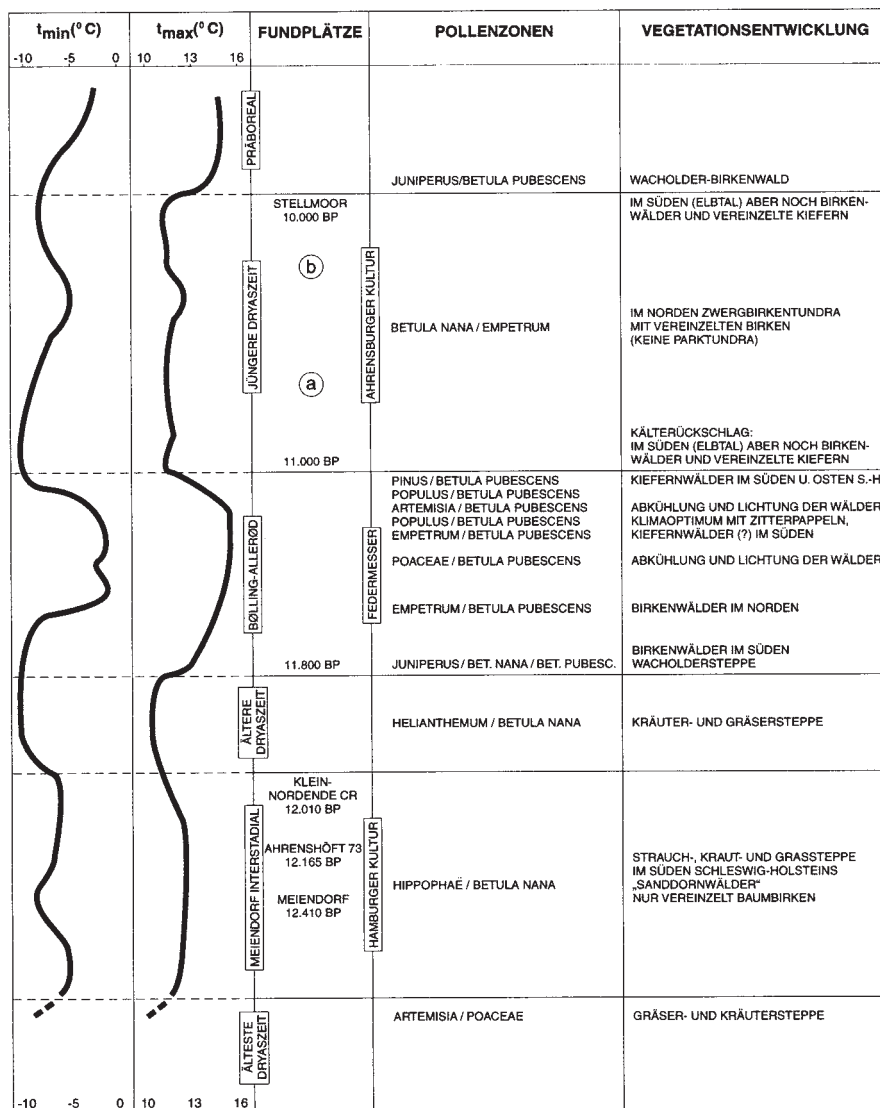 tmin(°C)
tmax(°C)
FUNDPLÄTZE
POLLENZONEN
VEGETATIONSENTWICKLUNG
-10 -5 0
10 13 16
PRÄBOREAL
JUNIPERUS/BETULA PUBESCENS
WACHOLDER-BIRKENWALD
STELLMOOR
10.000 BP
IM SÜDEN (ELBTAL) ABER NOCH BIRKEN-
WÄLDER UND VEREINZELTE KIEFERN
b
JÜNGERE DRYASZEIT
AHRENSBURGER KULTUR
BETULA NANA / EMPETRUM
IM NORDEN ZWERGBIRKENTUNDRA
MIT VEREINZELTEN BIRKEN
(KEINE PARKTUNDRA)
a
11.000 BP
KÄLTERÜCKSCHLAG:
IM SÜDEN (ELBTAL) ABER NOCH BIRKEN-
WÄLDER UND VEREINZELTE KIEFERN
PINUS / BETULA PUBESCENS
POPULUS / BETULA PUBESCENS
ARTEMISIA / BETULA PUBESCENS
POPULUS / BETULA PUBESCENS
EMPETRUM / BETULA PUBESCENS
KIEFERNWÄLDER IM SÜDEN U. OSTEN S.-H
ABKÜHLUNG UND LICHTUNG DER WÄLDER
KLIMAOPTIMUM MIT ZITTERPAPPELN,
KIEFERNWÄLDER (?) IM SÜDEN
BØLLING-ALLERØD
FEDERMESSER
POACEAE / BETULA PUBESCENS
ABKÜHLUNG UND LICHTUNG DER WÄLDER
EMPETRUM / BETULA PUBESCENS
BIRKENWÄLDER IM NORDEN
11.800 BP
JUNIPERUS / BET. NANA / BET. PUBESC.
BIRKENWÄLDER IM SÜDEN
WACHOLDERSTEPPE
ÄLTERE
DRYASZEIT
HELIANTHEMUM / BETULA NANA
KRÄUTER- UND GRÄSERSTEPPE
KLEIN-
NORDENDE CR
12.010 BP
AHRENSHÖFT 73
12.165 BP
MEIENDORF
12.410 BP
MEIENDORF INTERSTADIAL
HAMBURGER KULTUR
HIPPOPHAË / BETULA NANA
STRAUCH-, KRAUT- UND GRASSTEPPE
IM SÜDEN SCHLESWIG-HOLSTEINS
„SANDDORNWÄLDER“
NUR VEREINZELT BAUMBIRKEN
ÄLTESTE
DRYASZEIT
ARTEMISIA / POACEAE
GRÄSER- UND KRÄUTERSTEPPE
-10 -5 0
10 13 16